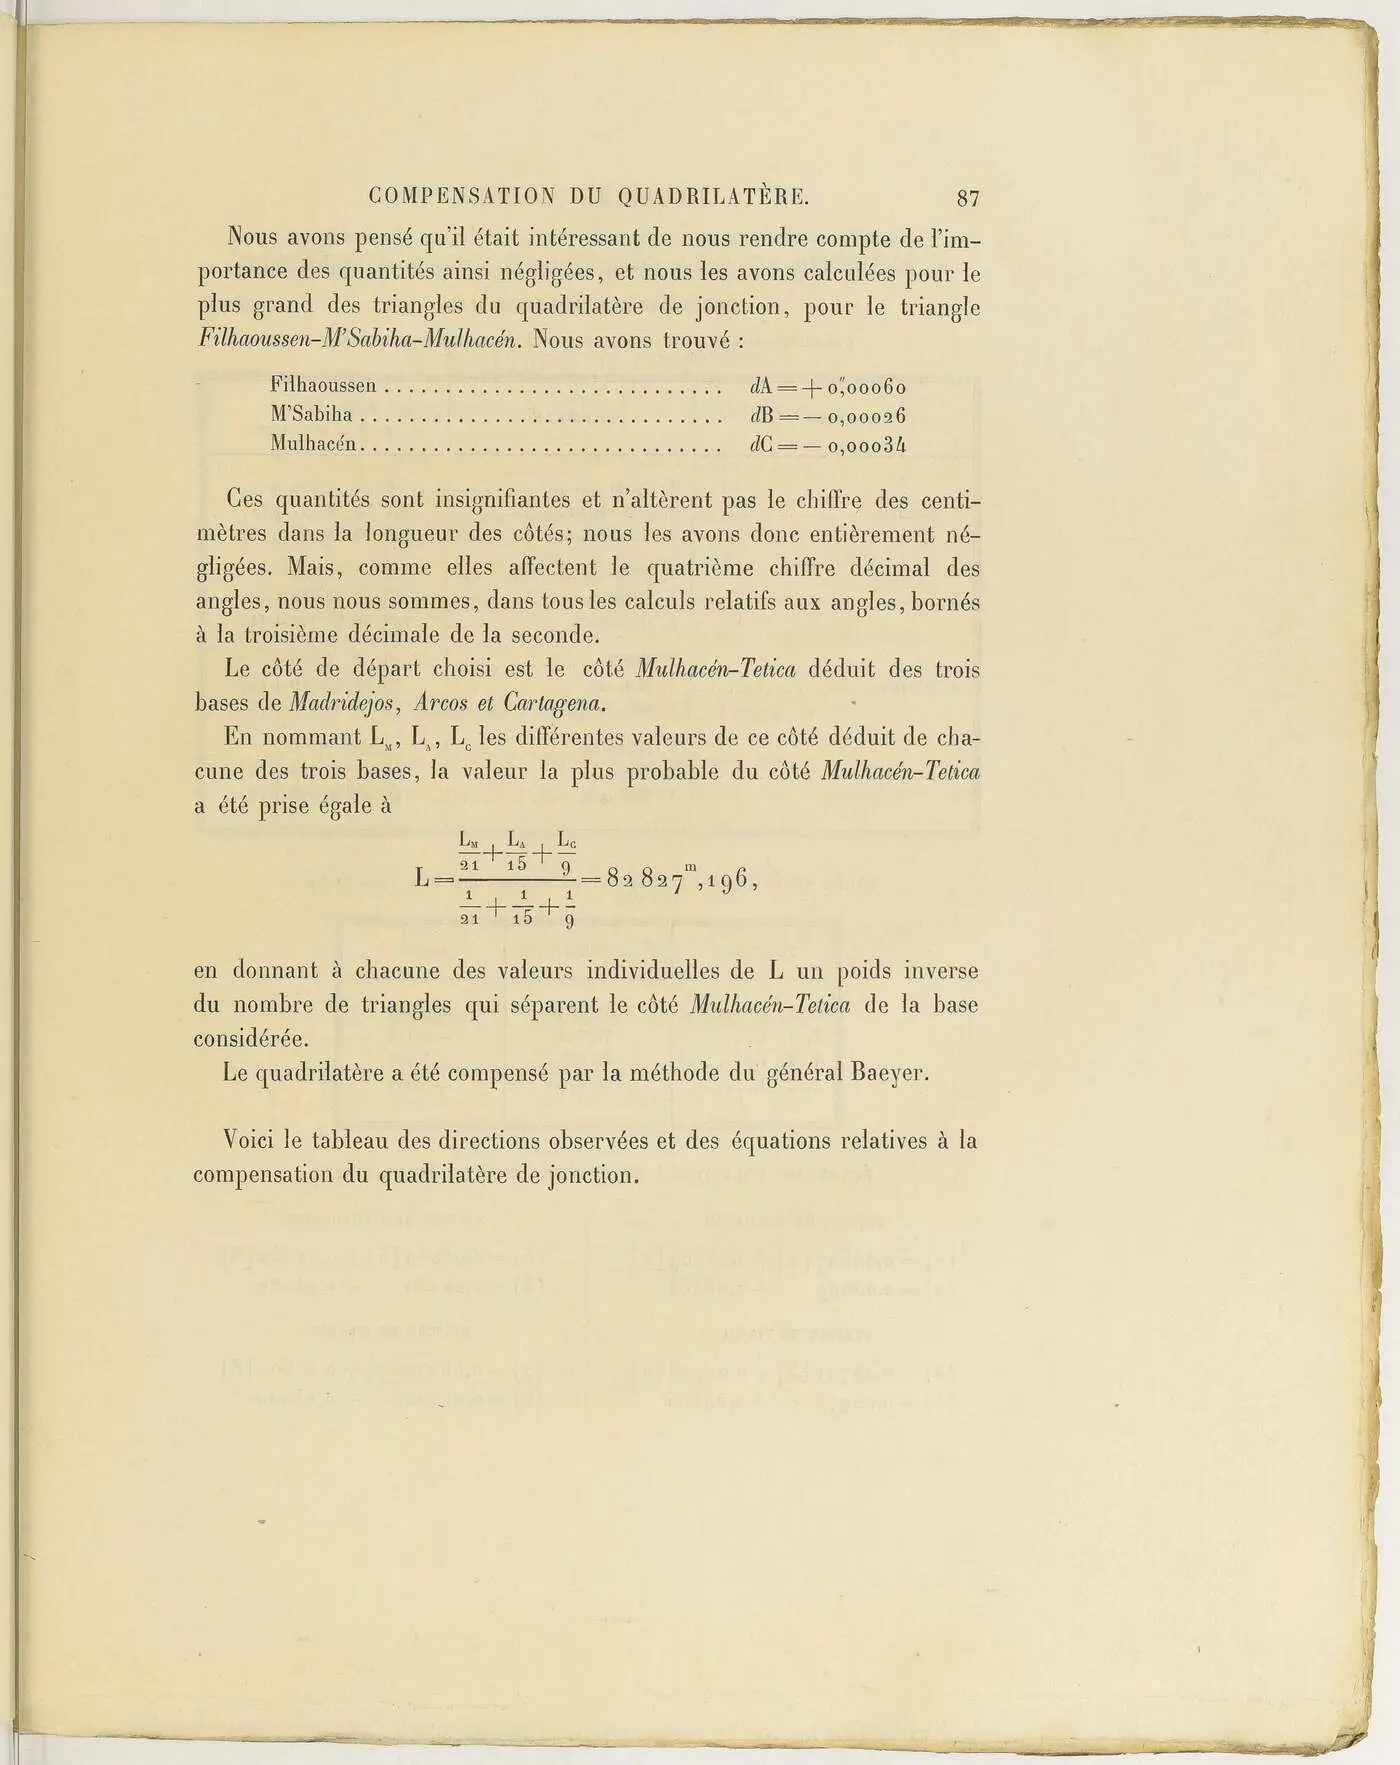 COMPENSATION DU QUADRILATÈRE. 87
Nous avons pensé qu'il était intéressant de nous rendre compte de l'im-
portance des quantités ainsi négligées, et nous les avons calculées pour le
plus grand des triangles du quadrilatère de jonction, pour le triangle
Filhaoussen-M'Sabiha-Mulhacén. Nous avons trouvé :
Filhaoussen ............................ dA = + 0",00060
M'Sabiha .............................. dB = — 0,00026
Mulhacén.............................. dC = — 0,00034
Ces quantités sont insignifiantes et n'altèrent pas le chiffre des centi-
mètres dans la longueur des côtés; nous les avons donc entièrement né-
gligées. Mais, comme elles affectent le quatrième chiffre décimal des
angles, nous nous sommes, dans tous les calculs relatifs aux angles, bornés
à la troisième décimale de la seconde.
Le côté de départ choisi est le côté Mulhacén-Tetica déduit des trois
bases de Madridejos, Arcos et Cartagena.
En nommant L_M, L_A, L_C les différentes valeurs de ce côté déduit de cha-
cune des trois bases, la valeur la plus probable du côté Mulhacén-Tetica
a été prise égale à
L = (L_M/21 + L_A/15 + L_C/9) / (1/21 + 1/15 + 1/9) = 82 827^m,196,
en donnant à chacune des valeurs individuelles de L un poids inverse
du nombre de triangles qui séparent le côté Mulhacén-Tetica de la base
considérée.
Le quadrilatère a été compensé par la méthode du général Baeyer.
Voici le tableau des directions observées et des équations relatives à la
compensation du quadrilatère de jonction.